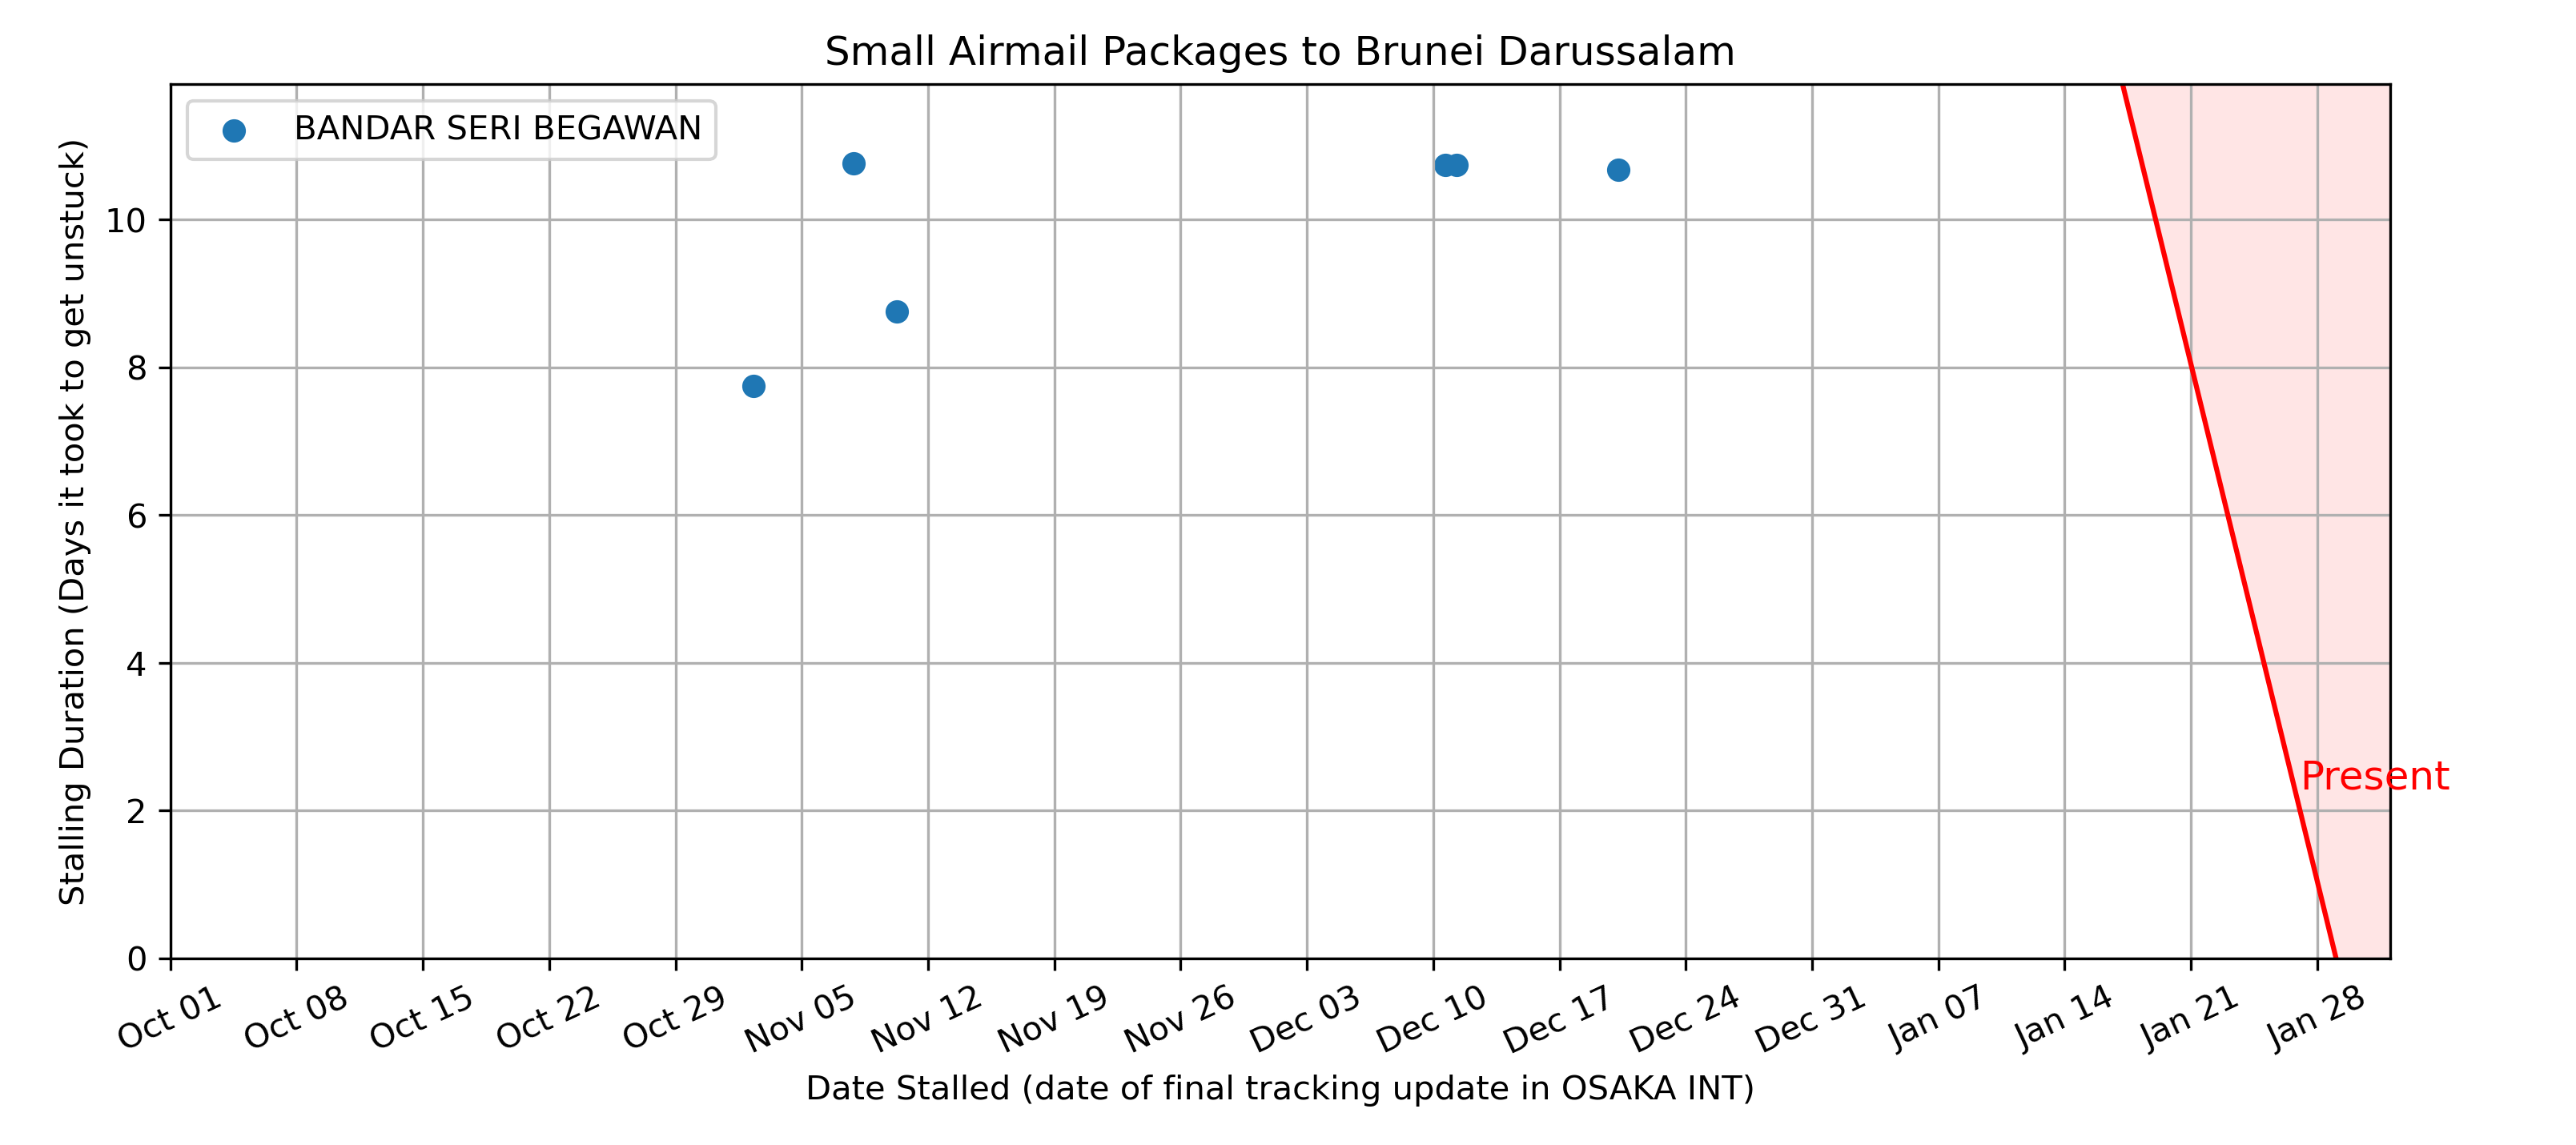 Small Airmail Packages to Brunei Darussalam
BANDAR SERI BEGAWAN
Stalling Duration (Days it took to get unstuck)
10
8
6
4
2
0
Present
Oct 01
Oct 08
Oct 15
Oct 22
Oct 29
Nov 05
Nov 12
Nov 19
Nov 26
Dec 03
Dec 10
Dec 17
Dec 24
Dec 31
Jan 07
Jan 14
Jan 21
Jan 28
Date Stalled (date of final tracking update in OSAKA INT)